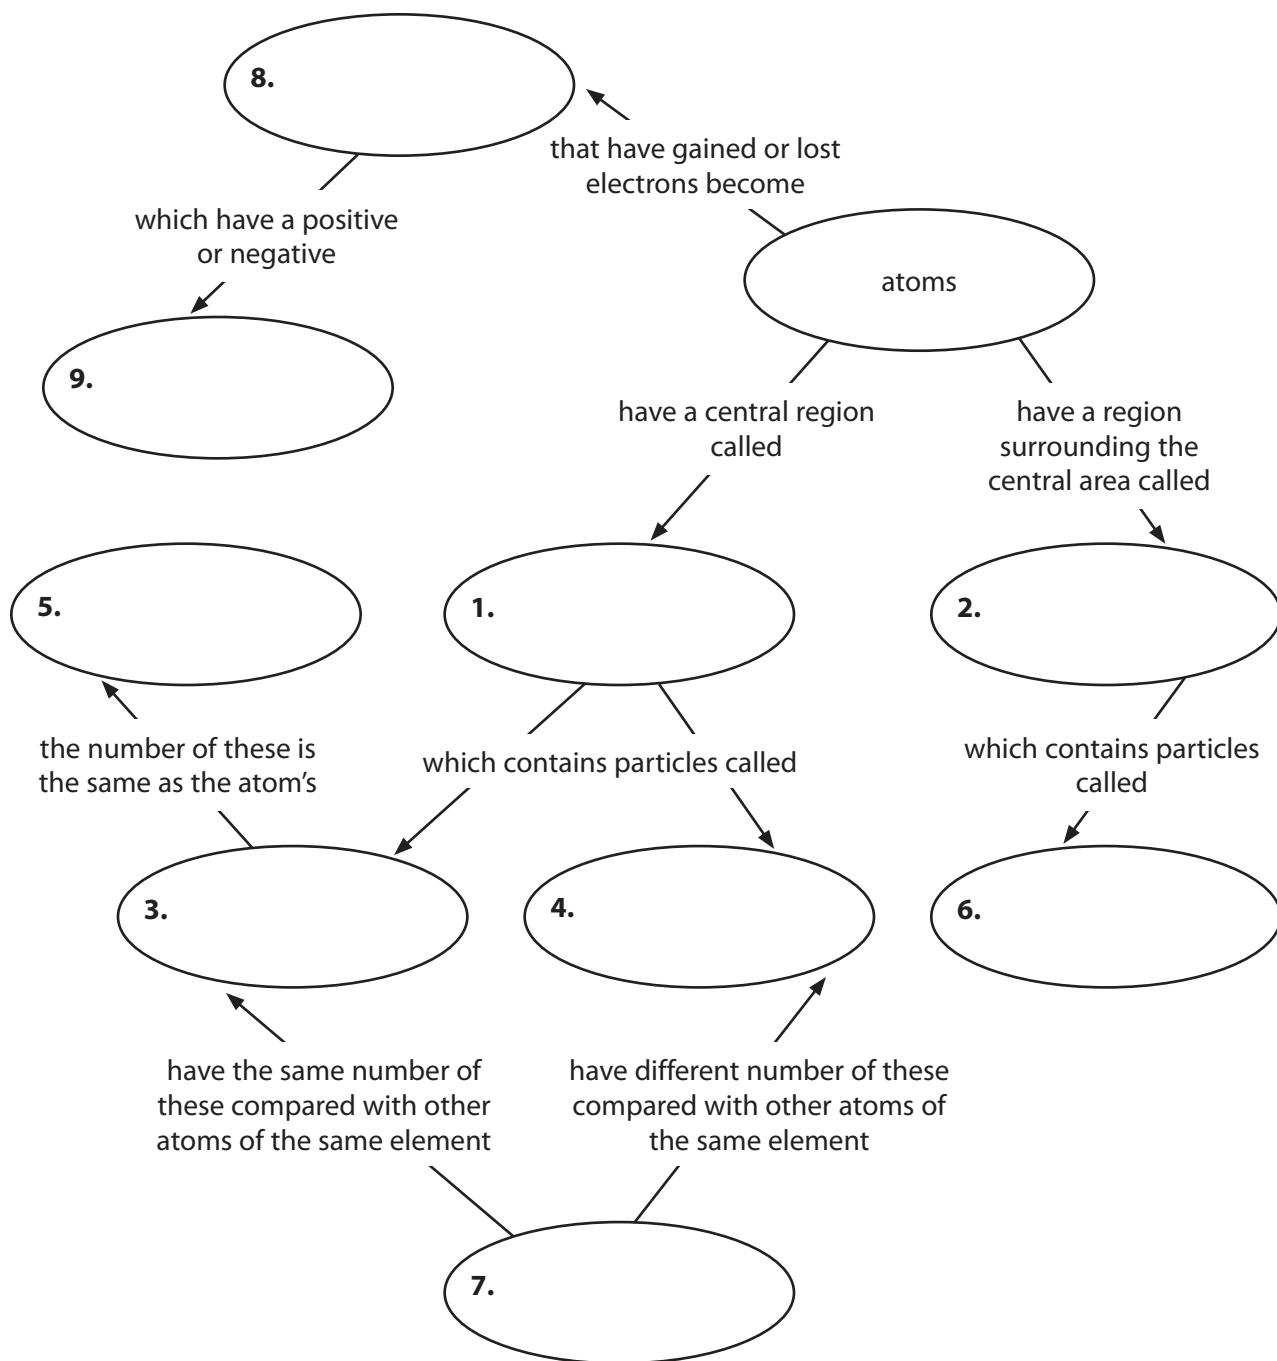 8.
that have gained or lost
electrons become
which have a positive
or negative
atoms
9.
have a central region
called
have a region
surrounding the
central area called
5.
1.
2.
the number of these is
the same as the atom's
which contains particles called
which contains particles
called
3.
4.
6.
have the same number of
these compared with other
atoms of the same element
have different number of these
compared with other atoms of
the same element
7.